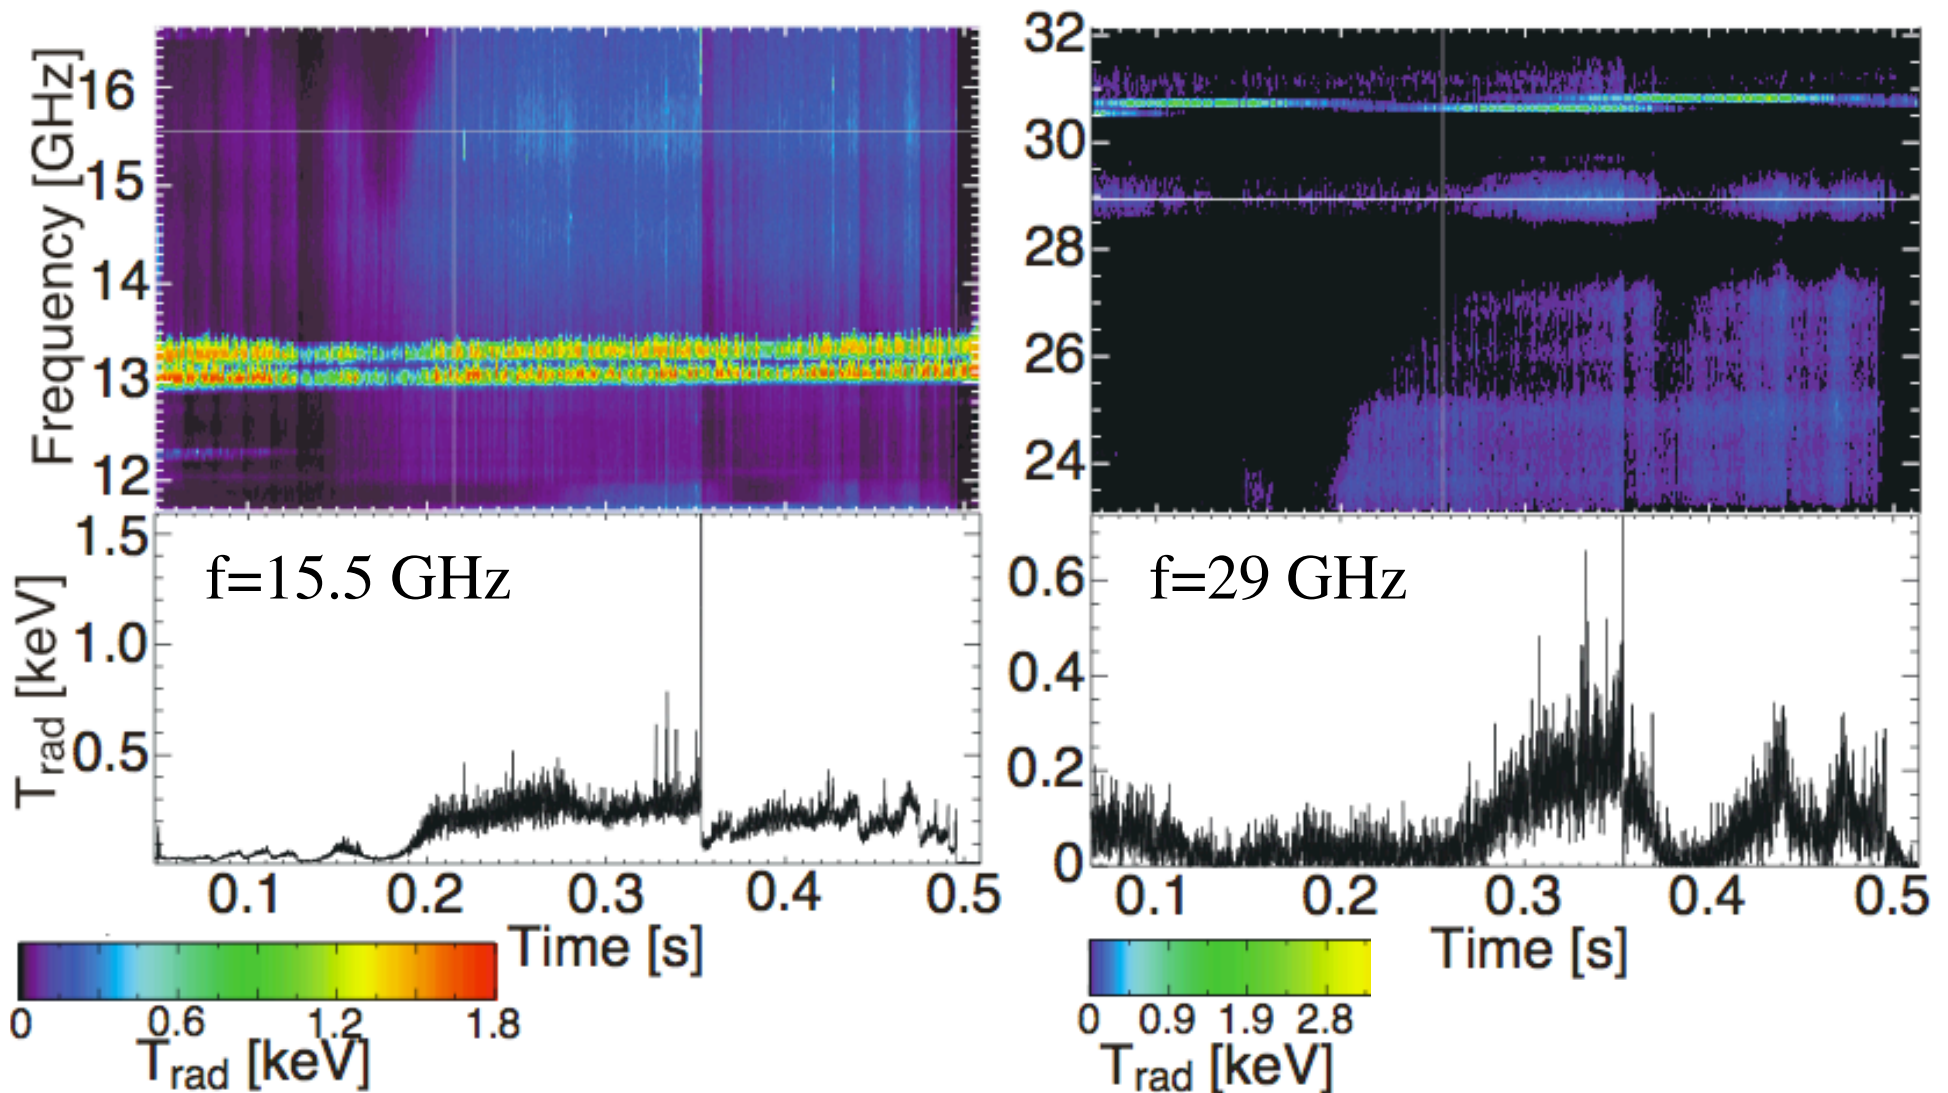 Frequency [GHz]
16
15
14
13
12
32
30
28
26
24
f=15.5 GHz
f=29 GHz
T_rad [keV]
1.5
1.0
0.5
0.6
0.4
0.2
0
0.1 0.2 0.3 0.4 0.5
0.1 0.2 0.3 0.4 0.5
Time [s]
Time [s]
0 0.6 1.2 1.8
T_rad [keV]
0 0.9 1.9 2.8
T_rad [keV]